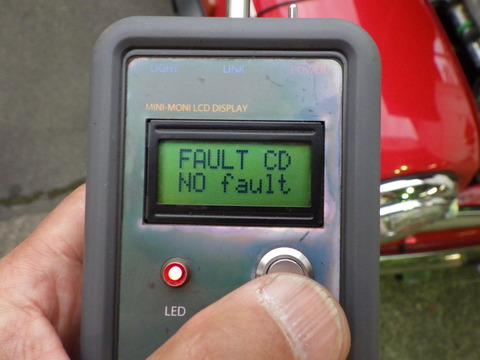 LIGHT LINK POWER
MINI-MONI LCD DISPLAY
FAULT CD
NO fault
LED